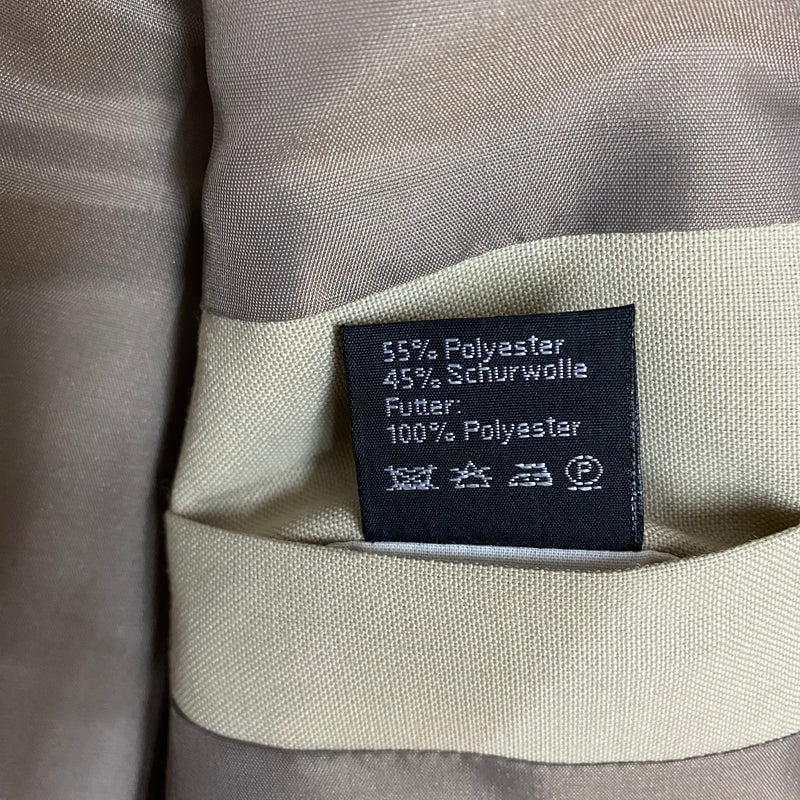 55% Polyester
45% Schurwolle
Futter:
100% Polyester
P